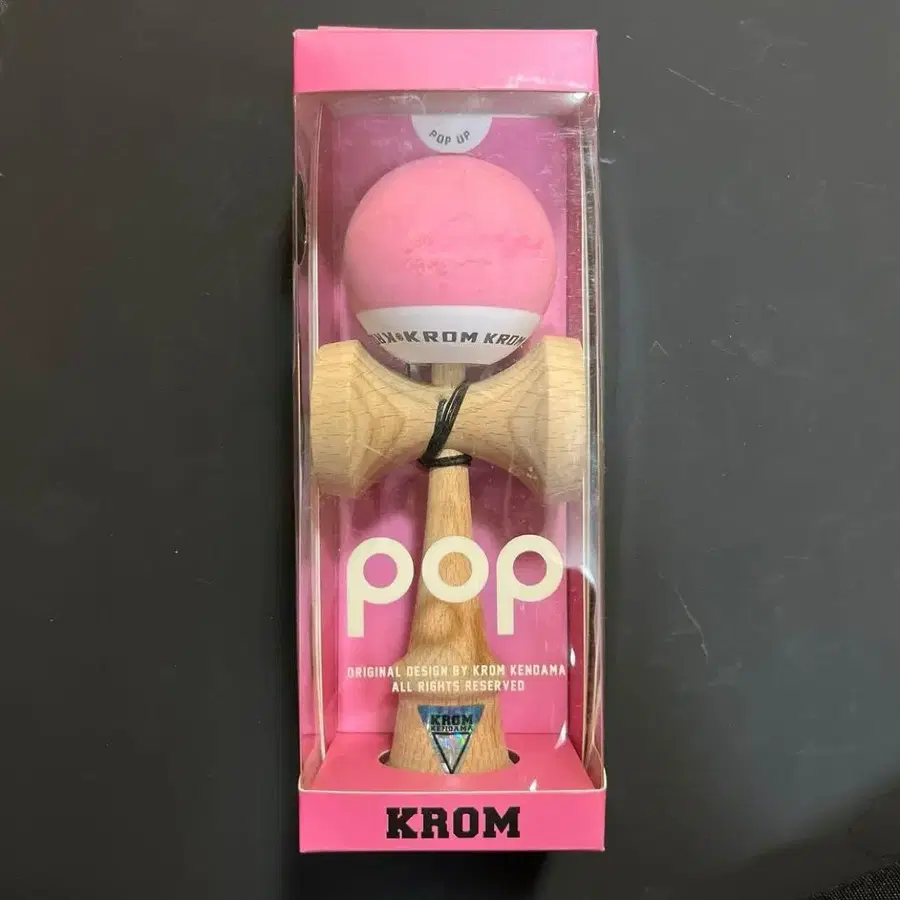 POP UP
KROM KROM
pop
ORIGINAL DESIGN BY KROM KENDAMA
ALL RIGHTS RESERVED
KROM
KENDAMA
KROM